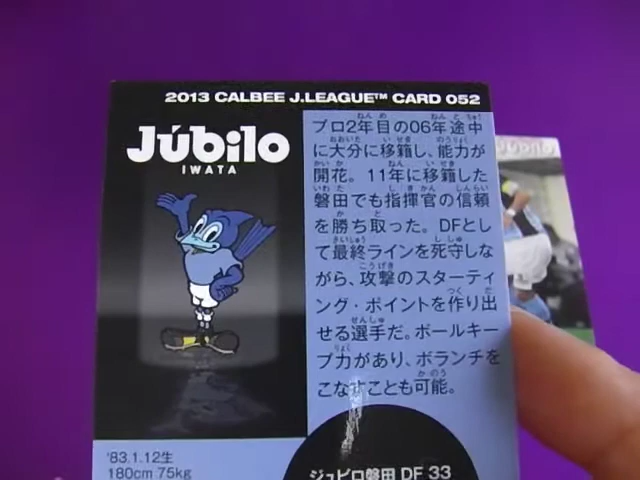 2013 CALBEE J.LEAGUE™ CARD 052
Júbilo
IWATA
プロ2年目の06年途中
に大分に移籍し、能力が
開花。11年に移籍した
磐田でも指揮官の信頼
を勝ち取った。DFとし
て最終ラインを死守しな
がら、攻撃のスターティ
ング・ポイントを作り出
せる選手だ。ボールキー
プ力があり、ボランチを
こなすことも可能。
'83.1.12生
180cm 75kg
ジュビロ磐田 DF 33